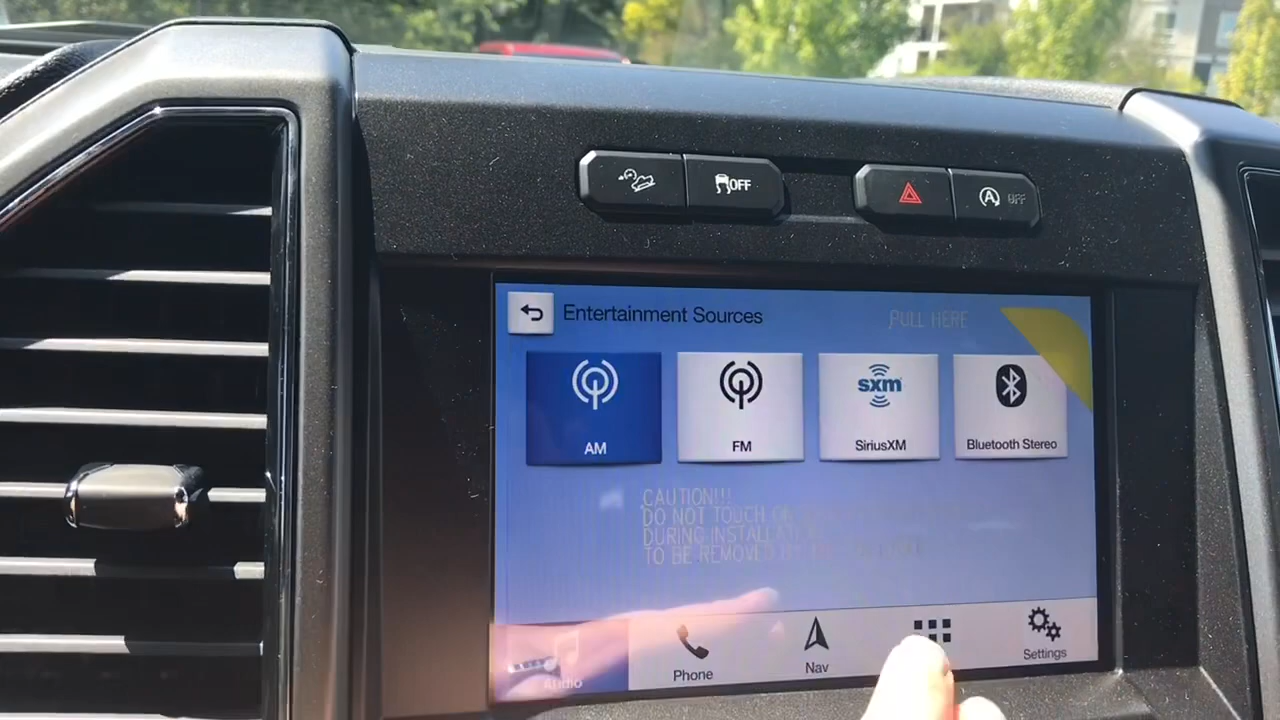 OFF
OFF
Entertainment Sources
PULL HERE
AM
FM
sxm
SiriusXM
Bluetooth Stereo
CAUTION!!!
DO NOT TOUCH
DURING INSTALLATION
TO BE REMOVED
Audio
Phone
Nav
Settings